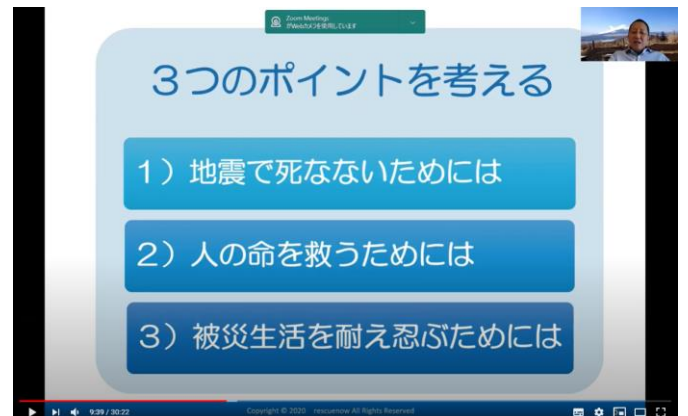 Zoom Meetings
がWebカメラを使用しています
３つのポイントを考える
１）地震で死なないためには
２）人の命を救うためには
３）被災生活を耐え忍ぶためには
9:39 / 30:22
Copyright © 2020 rescuenow All Rights Reserved